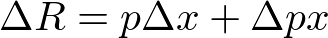 ΔR = pΔx + Δpx